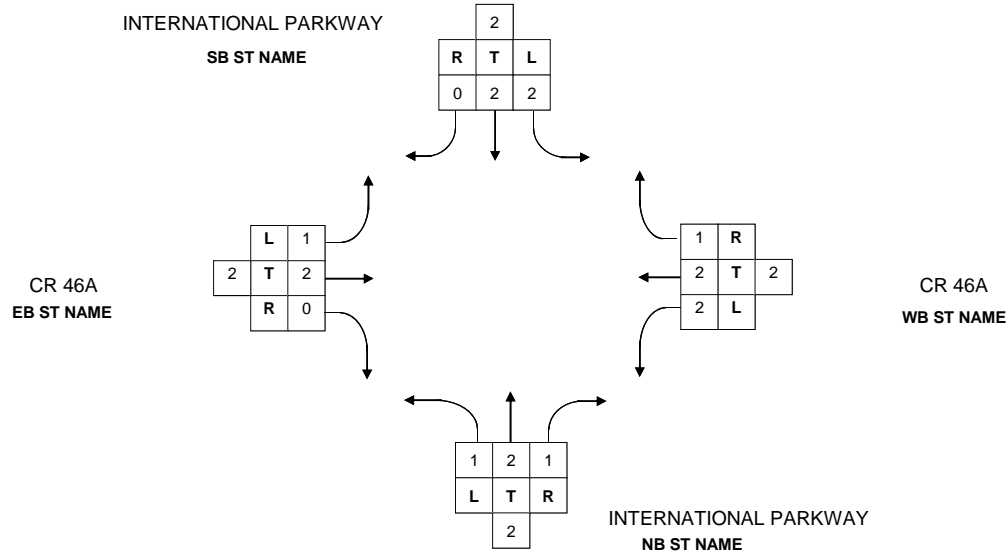 INTERNATIONAL PARKWAY
SB ST NAME
2
R T L
0 2 2
L 1
2 T 2
R 0
CR 46A
EB ST NAME
1 R
2 T 2
2 L
CR 46A
WB ST NAME
1 2 1
L T R
2
INTERNATIONAL PARKWAY
NB ST NAME